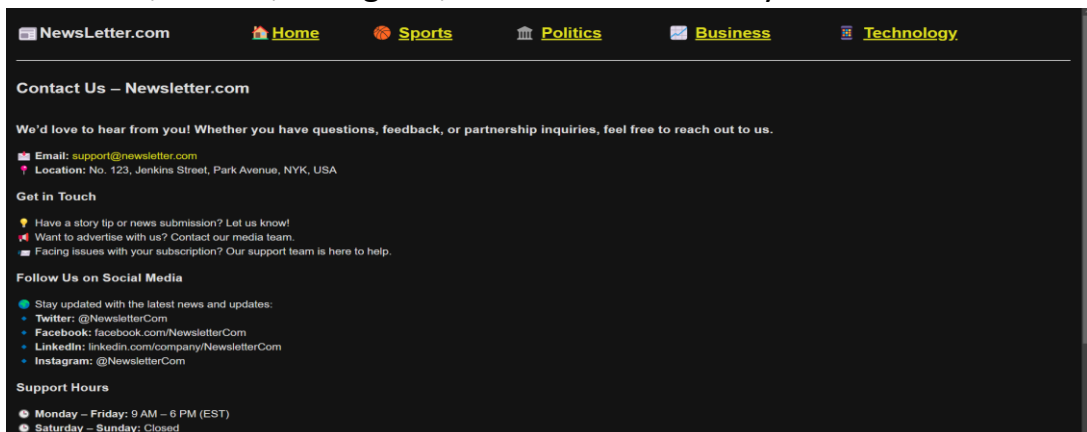 NewsLetter.com Home Sports Politics Business Technology
Contact Us – Newsletter.com
We'd love to hear from you! Whether you have questions, feedback, or partnership inquiries, feel free to reach out to us.
Email: support@newsletter.com
Location: No. 123, Jenkins Street, Park Avenue, NYK, USA
Get in Touch
Have a story tip or news submission? Let us know!
Want to advertise with us? Contact our media team.
Facing issues with your subscription? Our support team is here to help.
Follow Us on Social Media
Stay updated with the latest news and updates:
Twitter: @NewsletterCom
Facebook: facebook.com/NewsletterCom
LinkedIn: linkedin.com/company/NewsletterCom
Instagram: @NewsletterCom
Support Hours
Monday – Friday: 9 AM – 6 PM (EST)
Saturday – Sunday: Closed